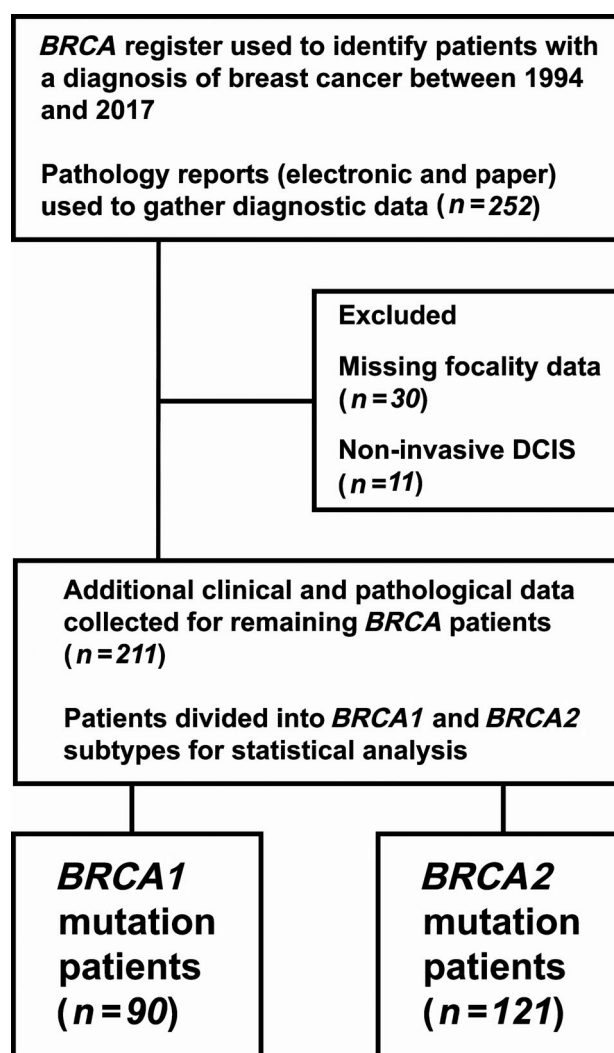 BRCA register used to identify patients with
a diagnosis of breast cancer between 1994
and 2017
Pathology reports (electronic and paper)
used to gather diagnostic data (n=252)
Excluded
Missing focality data
(n=30)
Non-invasive DCIS
(n=11)
Additional clinical and pathological data
collected for remaining BRCA patients
(n=211)
Patients divided into BRCA1 and BRCA2
subtypes for statistical analysis
BRCA1
mutation
patients
(n=90)
BRCA2
mutation
patients
(n=121)